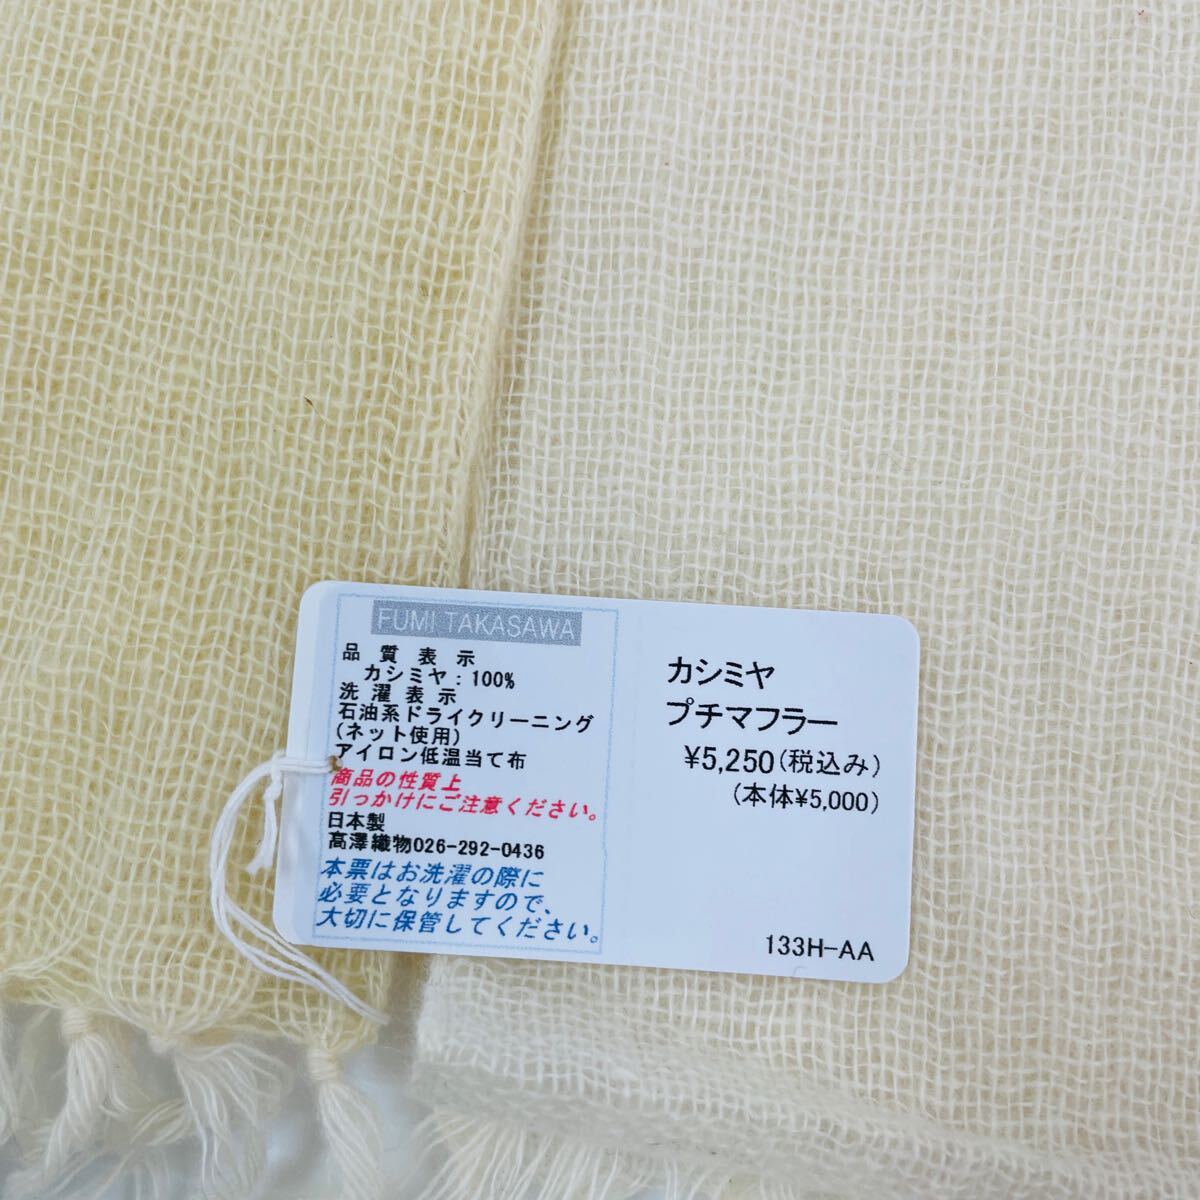 FUMI TAKASAWA
品質表示
カシミヤ：100%
洗濯表示
石油系ドライクリーニング
(ネット使用)
アイロン低温当て布
商品の性質上
引っかけにご注意ください。
日本製
髙澤織物026-292-0436
本票はお洗濯の際に
必要となりますので、
大切に保管してください。
カシミヤ
プチマフラー
¥5,250(税込み)
(本体¥5,000)
133H-AA